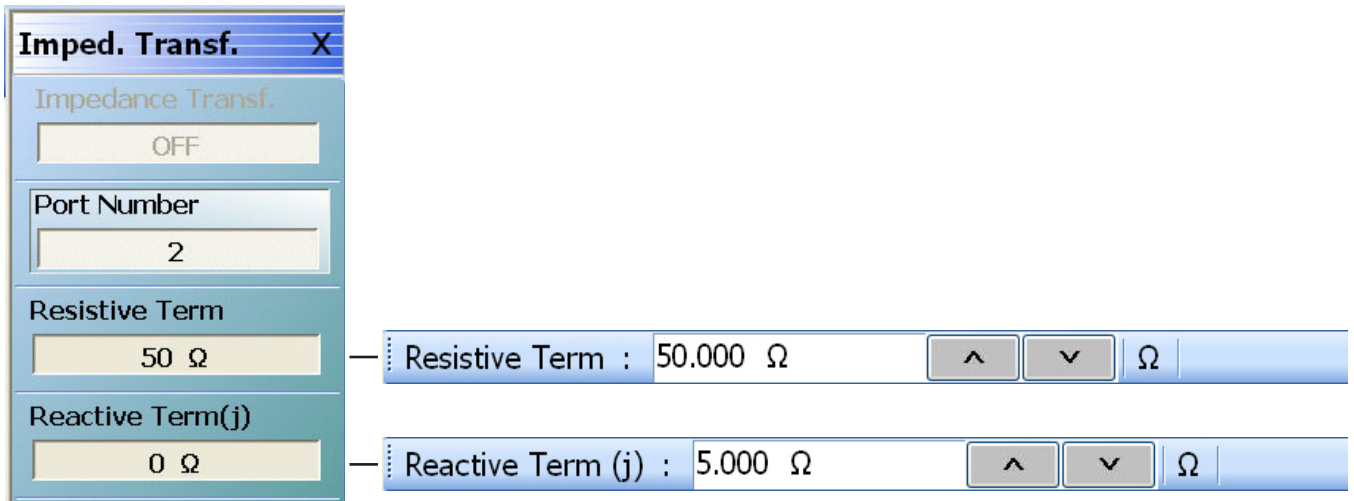 Imped. Transf. X
Impedance Transf.
OFF
Port Number
2
Resistive Term
50 Ω
Resistive Term : 50.000 Ω ^ v Ω
Reactive Term(j)
0 Ω
Reactive Term (j) : 5.000 Ω ^ v Ω